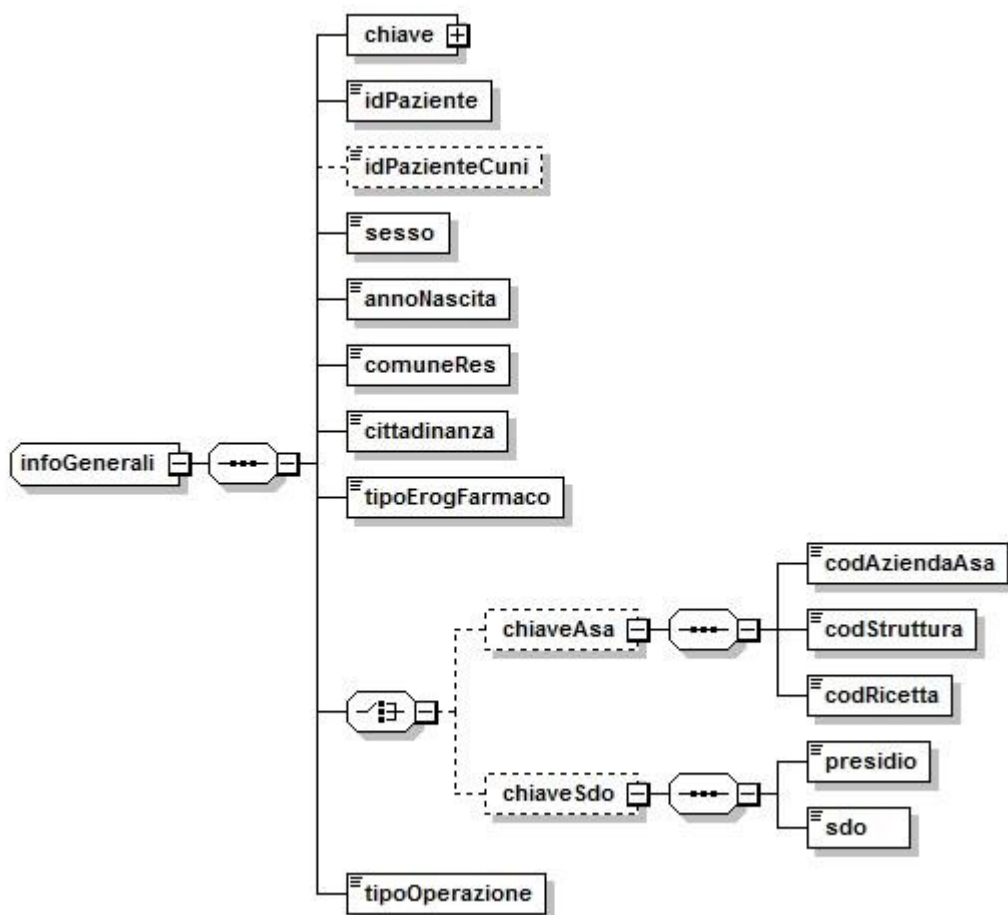 chiave
idPaziente
idPazienteCuni
sesso
annoNascita
comuneRes
cittadinanza
infoGenerali
tipoErogFarmaco
codAziendaAsa
chiaveAsa
codStruttura
codRicetta
presidio
chiaveSdo
sdo
tipoOperazione